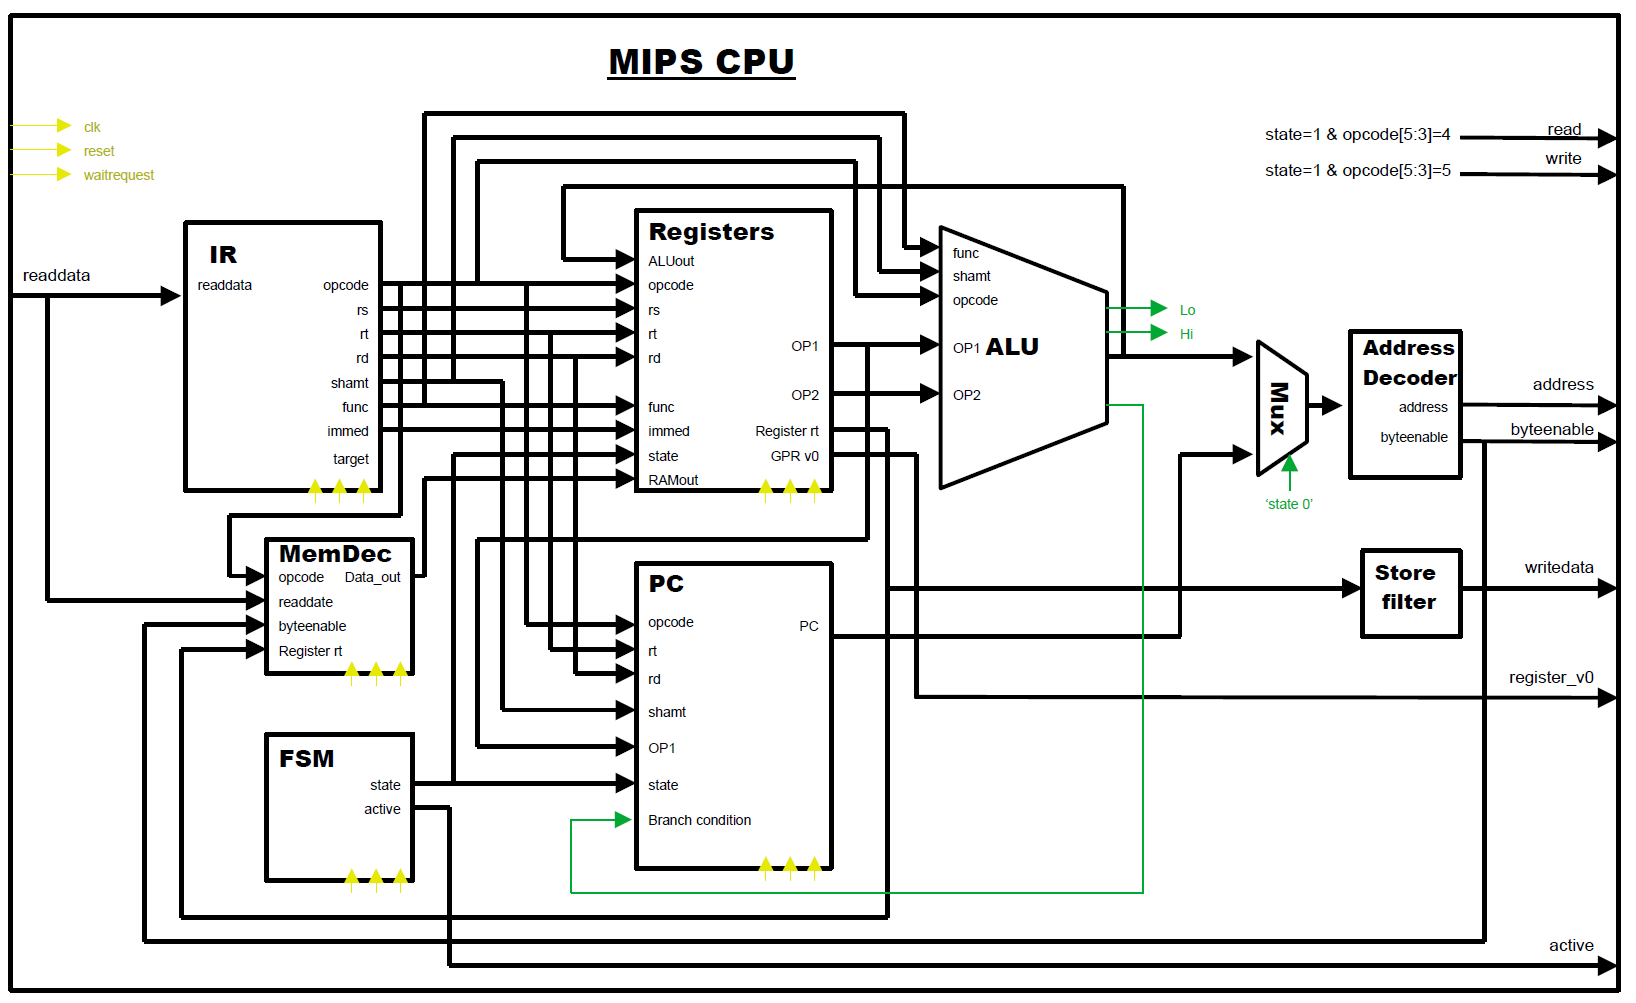 MIPS CPU
clk
reset
waitrequest
state=1 & opcode[5:3]=4
read
state=1 & opcode[5:3]=5
write
readdata
IR
readdata
opcode
rs
rt
rd
shamt
func
immed
target
Registers
ALUout
opcode
rs
rt
rd
func
immed
state
RAMout
OP1
OP2
Register rt
GPR v0
func
shamt
opcode
OP1
ALU
OP2
Lo
Hi
Mux
'state 0'
Address
Decoder
address
byteenable
address
byteenable
MemDec
opcode
Data_out
readdate
byteenable
Register rt
PC
opcode
rt
rd
shamt
OP1
state
Branch condition
PC
Store
filter
writedata
register_v0
FSM
state
active
active